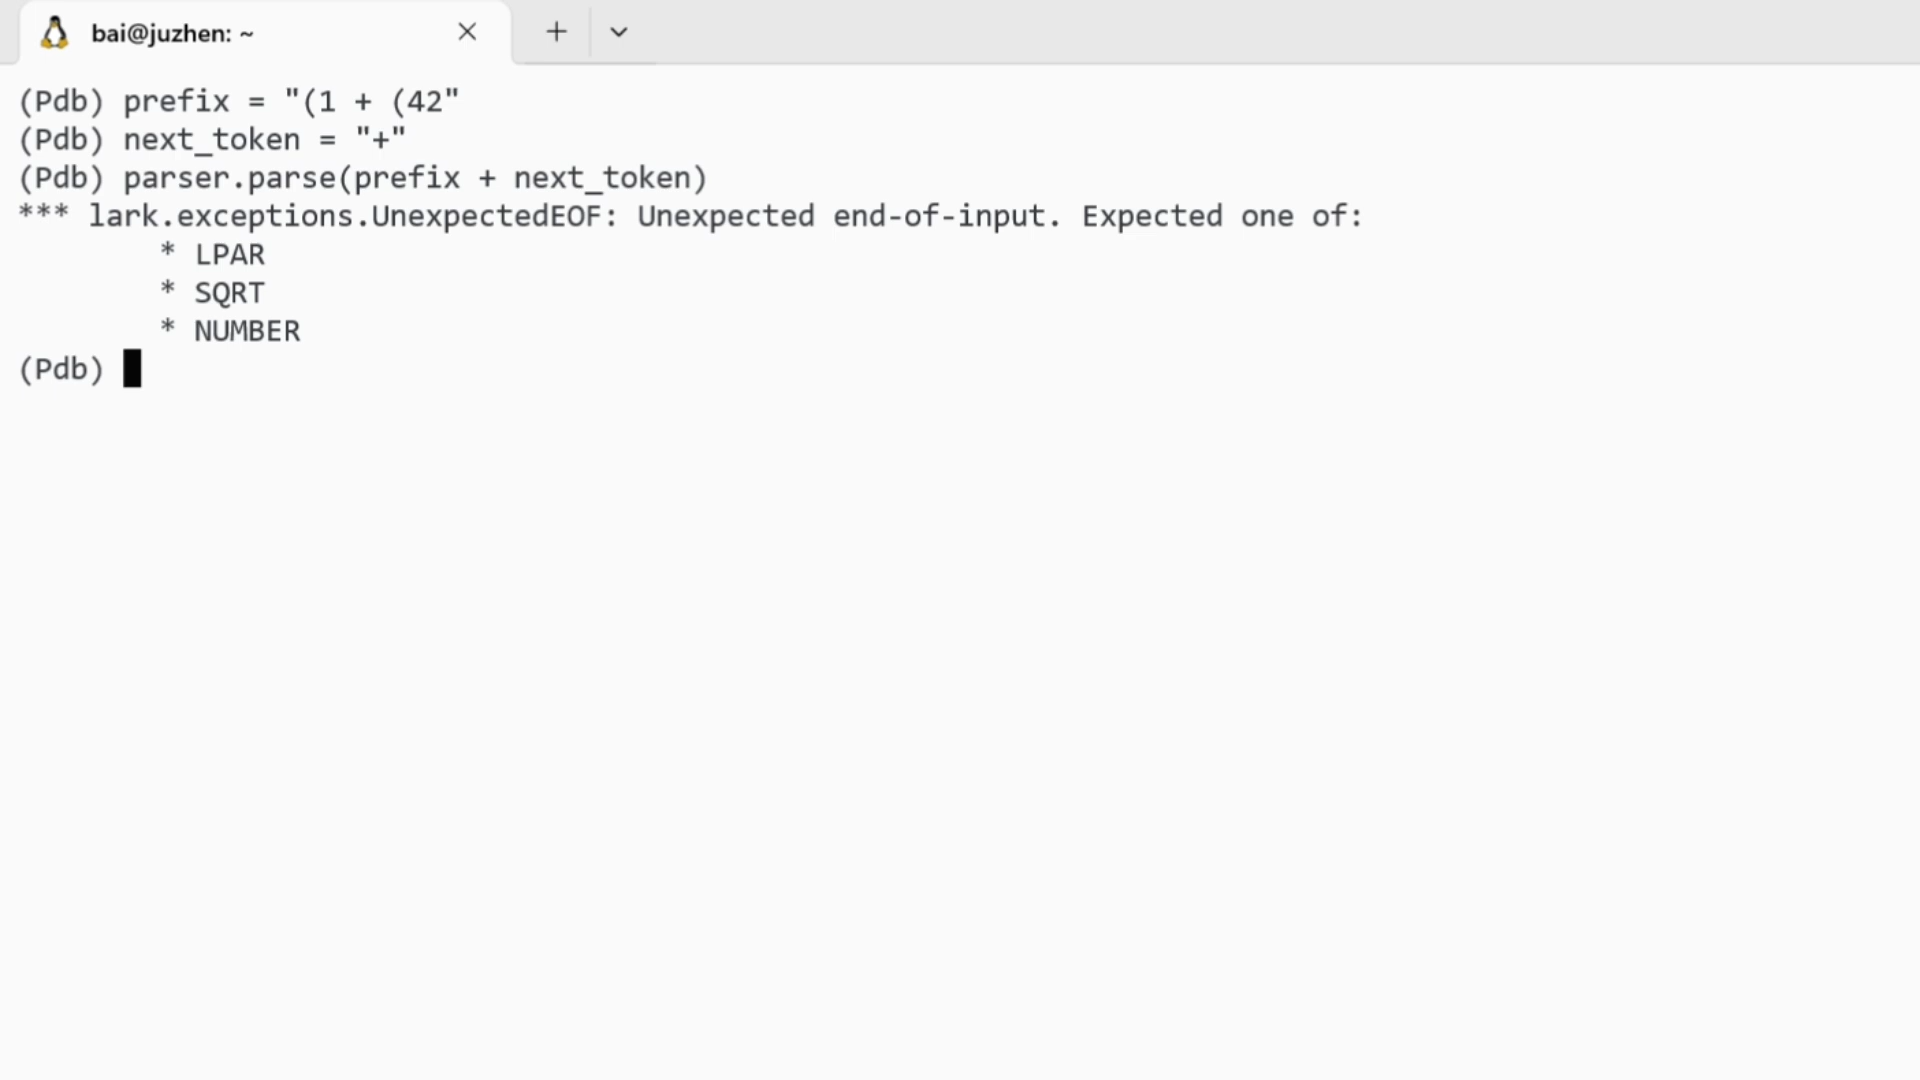 bai@juzhen: ~
(Pdb) prefix = "(1 + (42"
(Pdb) next_token = "+"
(Pdb) parser.parse(prefix + next_token)
*** lark.exceptions.UnexpectedEOF: Unexpected end-of-input. Expected one of:
        * LPAR
        * SQRT
        * NUMBER
(Pdb)